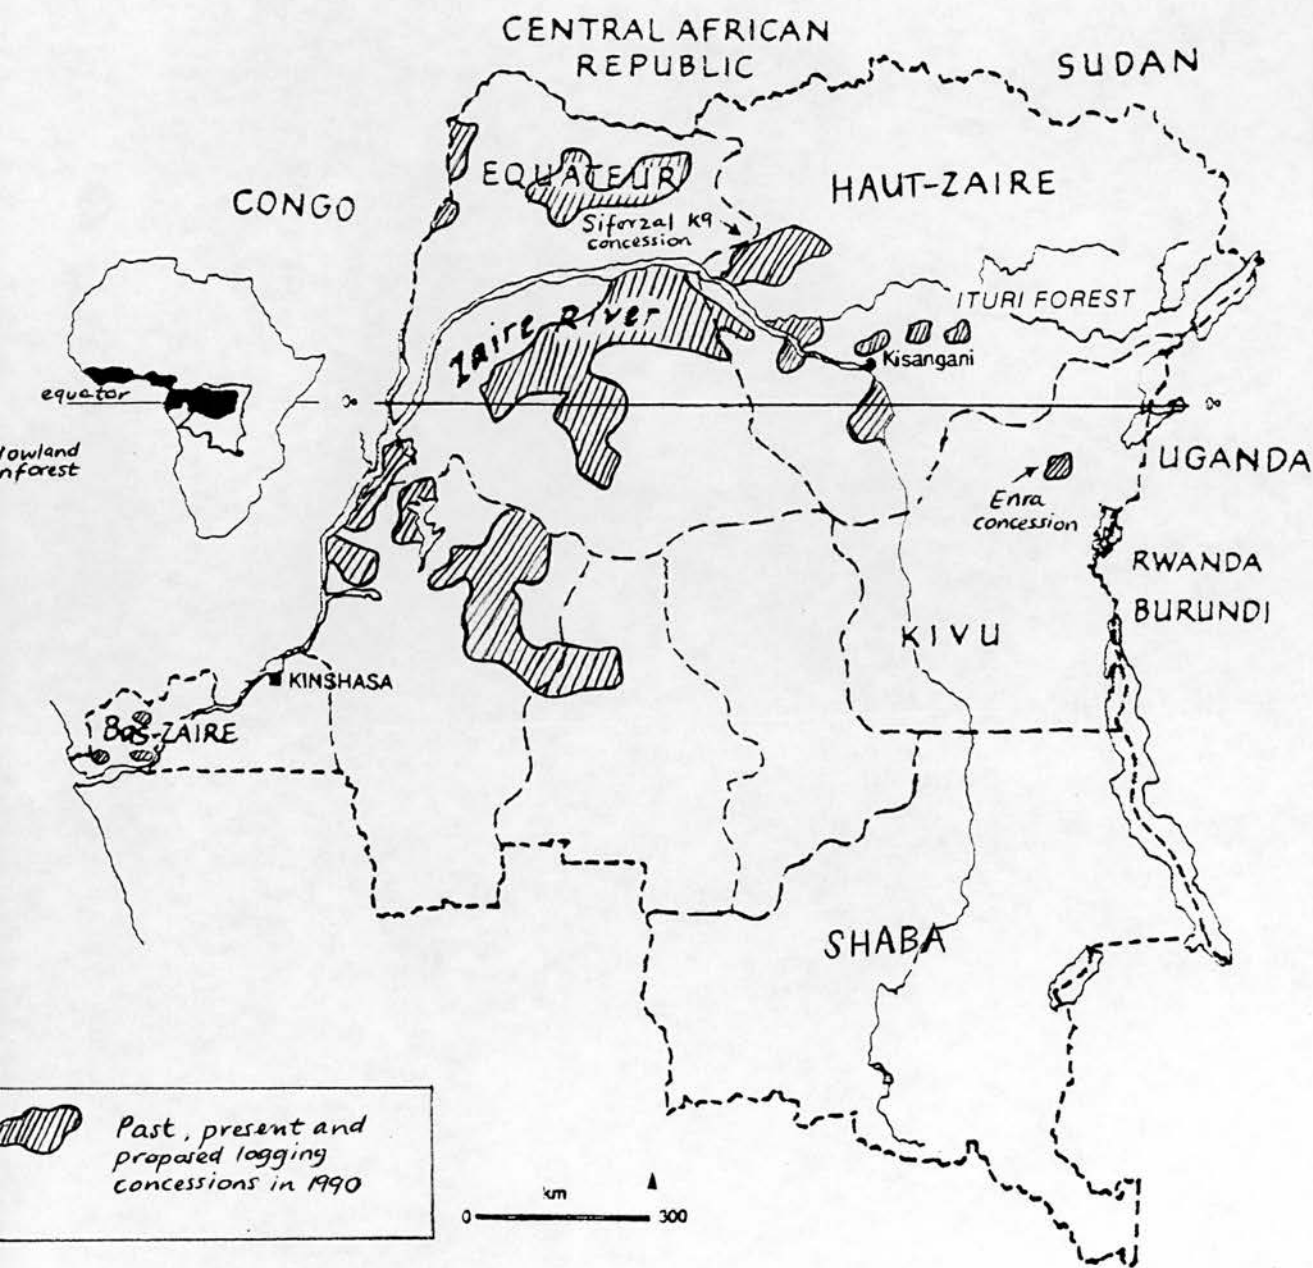 CENTRAL AFRICAN
REPUBLIC
SUDAN
EQUATEUR
HAUT-ZAIRE
CONGO
Siforzal K9
concession
ITURI FOREST
Zaire River
Kisangani
equator
0°
0°
lowland
UGANDA
Enra
concession
RWANDA
BURUNDI
KIVU
KINSHASA
Bas-ZAIRE
SHABA
Past, present and
proposed logging
concessions in 1990
km
0
300